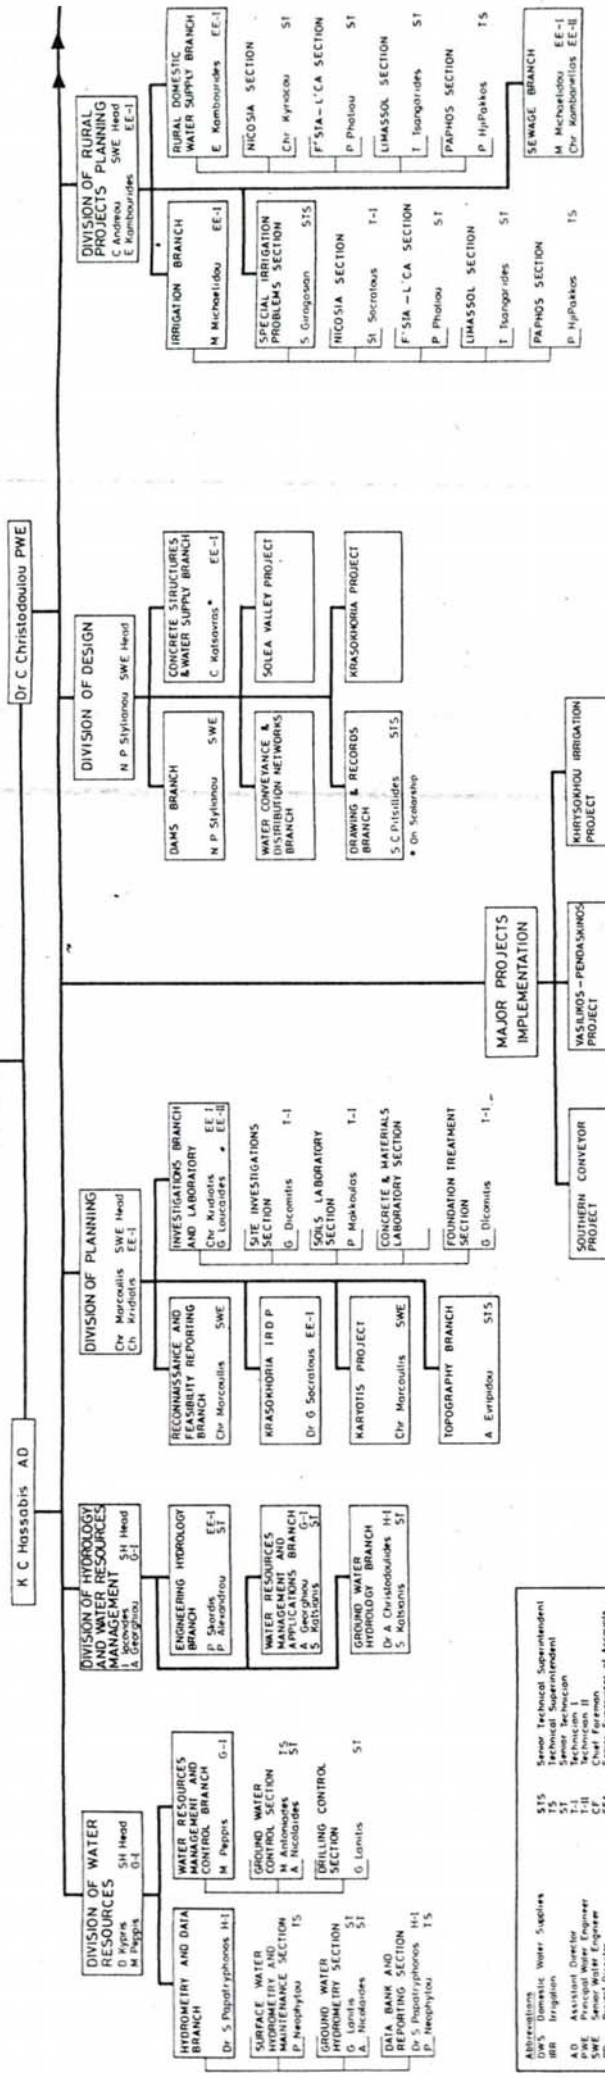 K C Hassabis AD
Dr C Christodoulou PWE
DIVISION OF WATER
RESOURCES
D Kypris SH Head
M Peppis G-I
HYDROMETRY AND DATA
BRANCH
Dr S Papatryphonos H-I
SURFACE WATER
HYDROMETRY AND
MAINTENANCE SECTION
P Neophytou TS
GROUND WATER
HYDROMETRY SECTION
G Lanitis ST
A Nicolaides ST
DATA BANK AND
REPORTING SECTION
Dr S Papatryphonos H-I
P Neophytou TS
WATER RESOURCES
MANAGEMENT AND
CONTROL BRANCH
M Peppis G-I
GROUND WATER
CONTROL SECTION
M Antoniades TS
A Nicolaides ST
DRILLING CONTROL
SECTION
G Lanitis ST
DIVISION OF HYDROLOGY
AND WATER RESOURCES
MANAGEMENT
I Iacovides SH Head
A Georghiou G-I
ENGINEERING HYDROLOGY
BRANCH
P Skordis EE-I
P Alexandrou ST
WATER RESOURCES
MANAGEMENT AND
APPLICATIONS BRANCH
A Georghiou G-I
S Katsianis ST
GROUND WATER
HYDROLOGY BRANCH
Dr A Christodoulides H-I
S Katsianis ST
DIVISION OF PLANNING
Chr Marcoullis SWE Head
Ch Kridiotis EE-I
RECONNAISSANCE AND
FEASIBILITY REPORTING
BRANCH
Chr Marcoullis SWE
KRASOKHORIA I R D P
Dr G Socratous EE-I
KARYOTIS PROJECT
Chr Marcoullis SWE
TOPOGRAPHY BRANCH
A Evripidou STS
INVESTIGATIONS BRANCH
AND LABORATORY
Chr Kridiotis EE I
G Loucaides EE-II
SITE INVESTIGATIONS
SECTION
G Dicomitis T-I
SOILS LABORATORY
SECTION
P Makkoulas T-I
CONCRETE & MATERIALS
LABORATORY SECTION
FOUNDATION TREATMENT
SECTION
G Dicomitis T-I
MAJOR PROJECTS
IMPLEMENTATION
SOUTHERN CONVEYOR
PROJECT
VASILIKOS-PENDASKINOS
PROJECT
KHRYSOKHOU IRRIGATION
PROJECT
DIVISION OF DESIGN
N P Stylianou SWE Head
DAMS BRANCH
N P Stylianou SWE
WATER CONVEYANCE &
DISTRIBUTION NETWORKS
BRANCH
DRAWING & RECORDS
BRANCH
S C Pitsillides STS
* On Scolarship
CONCRETE STRUCTURES
& WATER SUPPLY BRANCH
C Katsavras* EE-I
SOLEA VALLEY PROJECT
KRASOKHORIA PROJECT
DIVISION OF RURAL
PROJECTS PLANNING
C Andreou SWE Head
E Kambourides EE-I
IRRIGATION BRANCH
M Michaelidou EE-I
SPECIAL IRRIGATION
PROBLEMS SECTION
S Giragosian STS
NICOSIA SECTION
St Socratous T-I
F'STA-L'CA SECTION
P Photiou ST
LIMASSOL SECTION
T Tsangarides ST
PAPHOS SECTION
P HjiPakkos TS
RURAL DOMESTIC
WATER SUPPLY BRANCH
E Kambourides EE-I
NICOSIA SECTION
Chr Kyriacou ST
F'STA-L'CA SECTION
P Photiou ST
LIMASSOL SECTION
T Tsangarides ST
PAPHOS SECTION
P HjiPakkos TS
SEWAGE BRANCH
M Michaelidou EE-I
Chr Kambanellas EE-II
Abbreviations
DWS Domestic Water Supplies
IRR Irrigation
AD Assistant Director
PWE Principal Water Engineer
SWE Senior Water Engineer
STS Senior Technical Superintendent
TS Technical Superintendent
ST Senior Technician
T-I Technician I
T-II Technician II
CF Chief Foreman